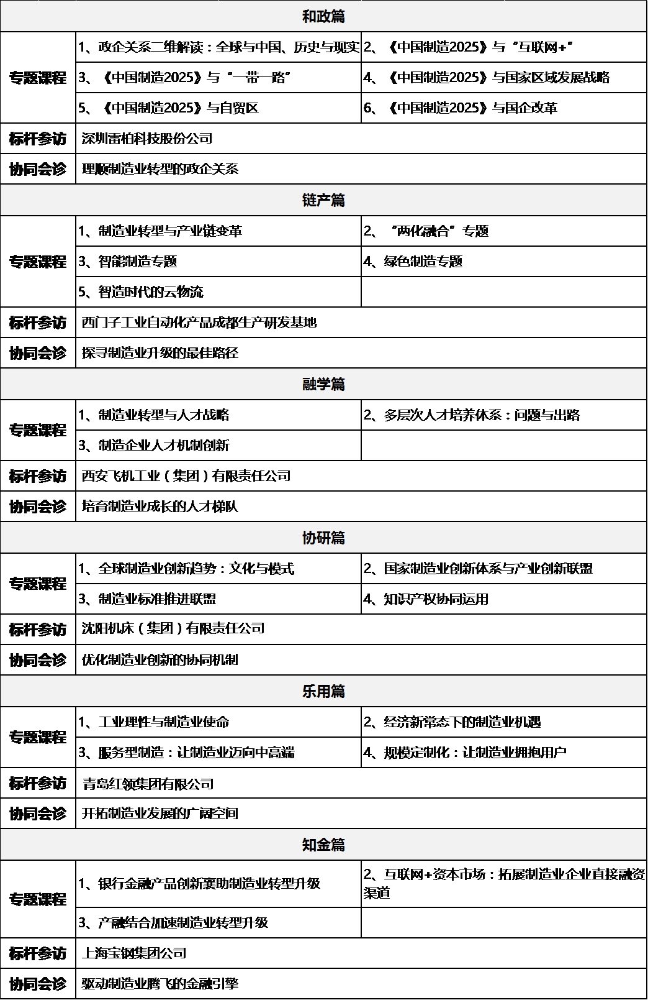 和政篇
专题课程
1、政企关系二维解读：全球与中国、历史与现实
2、《中国制造2025》与“互联网+”
3、《中国制造2025》与“一带一路”
4、《中国制造2025》与国家区域发展战略
5、《中国制造2025》与自贸区
6、《中国制造2025》与国企改革
标杆参访
深圳雷柏科技股份公司
协同会诊
理顺制造业转型的政企关系
链产篇
专题课程
1、制造业转型与产业链变革
2、“两化融合”专题
3、智能制造专题
4、绿色制造专题
5、智造时代的云物流
标杆参访
西门子工业自动化产品成都生产研发基地
协同会诊
探寻制造业升级的最佳路径
融学篇
专题课程
1、制造业转型与人才战略
2、多层次人才培养体系：问题与出路
3、制造企业人才机制创新
标杆参访
西安飞机工业（集团）有限责任公司
协同会诊
培育制造业成长的人才梯队
协研篇
专题课程
1、全球制造业创新趋势：文化与模式
2、国家制造业创新体系与产业创新联盟
3、制造业标准推进联盟
4、知识产权协同运用
标杆参访
沈阳机床（集团）有限责任公司
协同会诊
优化制造业创新的协同机制
乐用篇
专题课程
1、工业理性与制造业使命
2、经济新常态下的制造业机遇
3、服务型制造：让制造业迈向中高端
4、规模定制化：让制造业拥抱用户
标杆参访
青岛红领集团有限公司
协同会诊
开拓制造业发展的广阔空间
知金篇
专题课程
1、银行金融产品创新襄助制造业转型升级
2、互联网+资本市场：拓展制造业企业直接融资
渠道
3、产融结合加速制造业转型升级
标杆参访
上海宝钢集团公司
协同会诊
驱动制造业腾飞的金融引擎